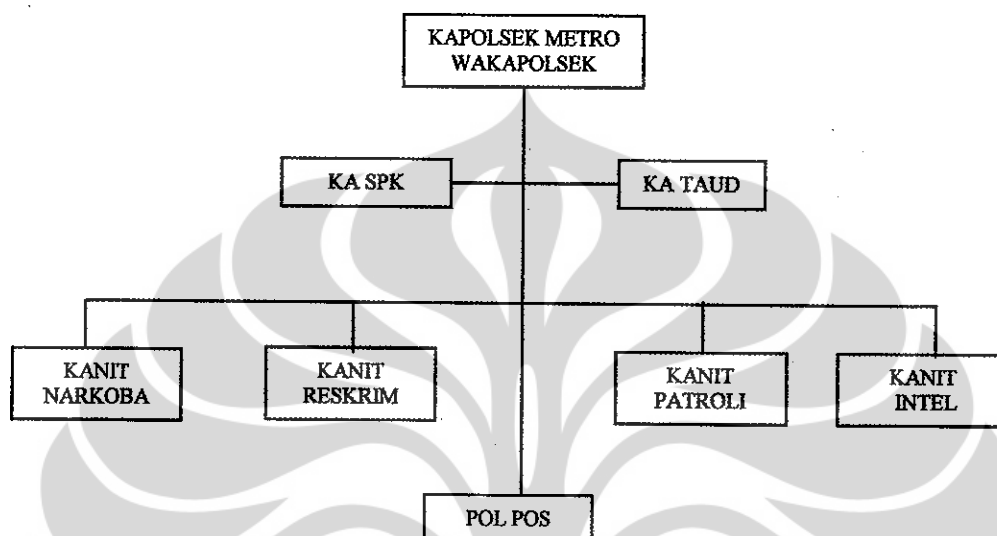 KAPOLSEK METRO
WAKAPOLSEK
KA SPK
KA TAUD
KANIT
NARKOBA
KANIT
RESKRIM
KANIT
PATROLI
KANIT
INTEL
POL POS